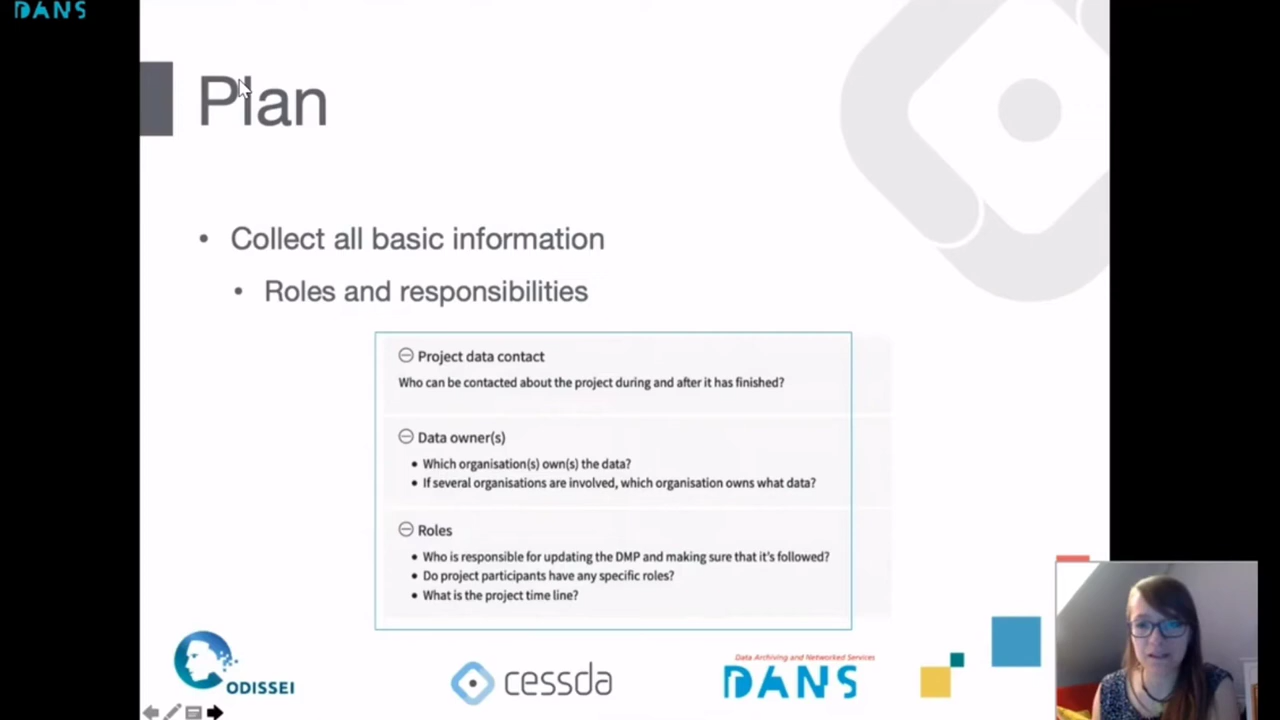 DANS
Plan
• Collect all basic information
• Roles and responsibilities
Project data contact
Who can be contacted about the project during and after it has finished?
Data owner(s)
• Which organisation(s) own(s) the data?
• If several organisations are involved, which organisation owns what data?
Roles
• Who is responsible for updating the DMP and making sure that it's followed?
• Do project participants have any specific roles?
• What is the project time line?
ODISSEI
cessda
Data Archiving and Networked Services
DANS